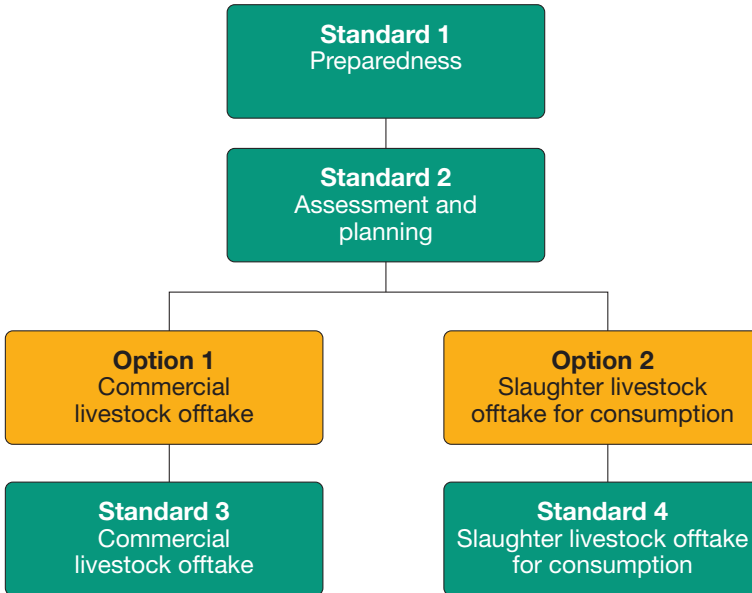 Standard 1
Preparedness
Standard 2
Assessment and
planning
Option 1
Commercial
livestock offtake
Option 2
Slaughter livestock
offtake for consumption
Standard 3
Commercial
livestock offtake
Standard 4
Slaughter livestock offtake
for consumption